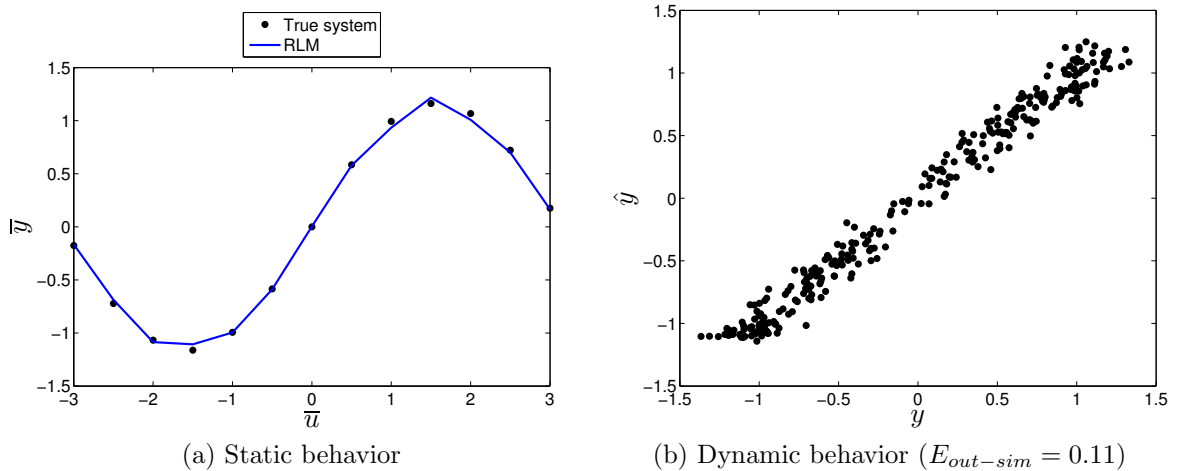 True system
RLM
1.5
1
0.5
0
−0.5
−1
−1.5
y̅
−3 −2 −1 0 1 2 3
u̅
(a) Static behavior
1.5
1
0.5
0
−0.5
−1
−1.5
ŷ
−1.5 −1 −0.5 0 0.5 1 1.5
y
(b) Dynamic behavior (E_{out−sim} = 0.11)